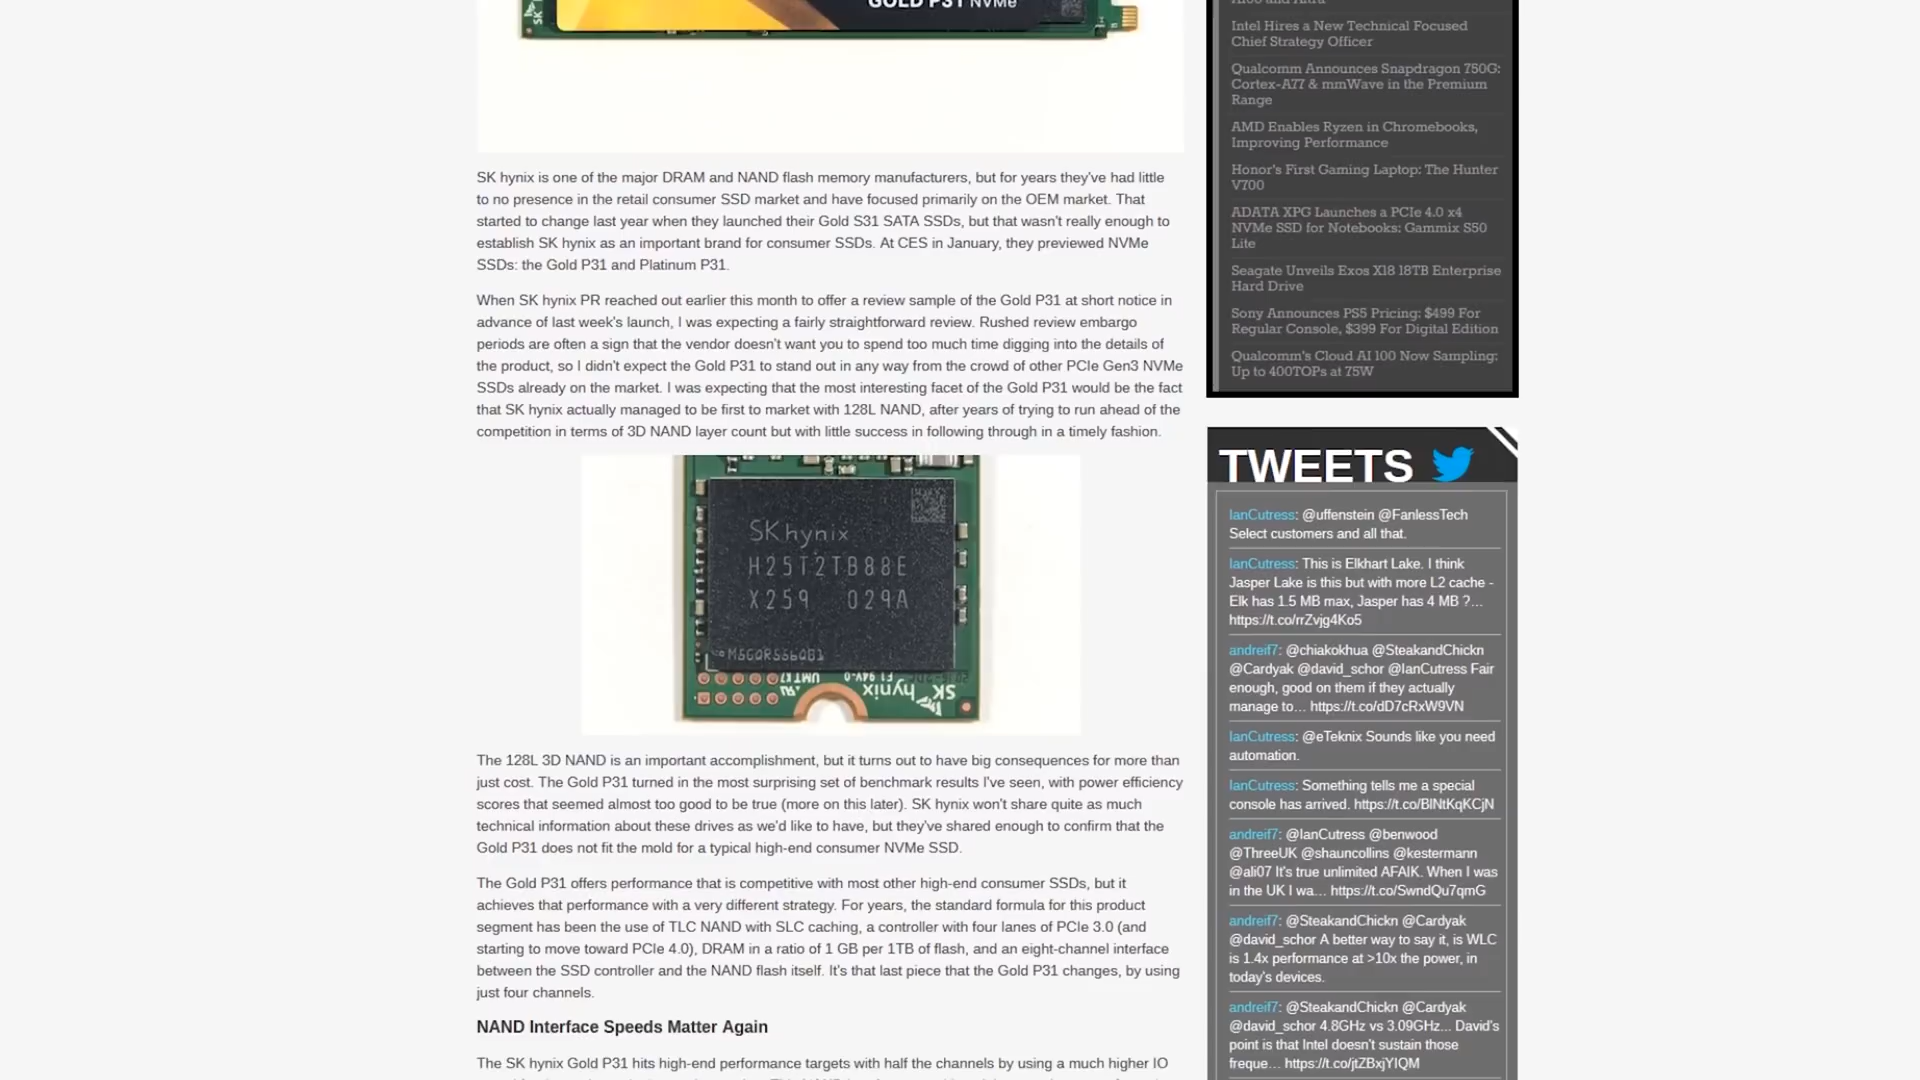 GOLD P31 NVMe
SK hynix is one of the major DRAM and NAND flash memory manufacturers, but for years they've had little
to no presence in the retail consumer SSD market and have focused primarily on the OEM market. That
started to change last year when they launched their Gold S31 SATA SSDs, but that wasn't really enough to
establish SK hynix as an important brand for consumer SSDs. At CES in January, they previewed NVMe
SSDs: the Gold P31 and Platinum P31.
When SK hynix PR reached out earlier this month to offer a review sample of the Gold P31 at short notice in
advance of last week's launch, I was expecting a fairly straightforward review. Rushed review embargo
periods are often a sign that the vendor doesn't want you to spend too much time digging into the details of
the product, so I didn't expect the Gold P31 to stand out in any way from the crowd of other PCIe Gen3 NVMe
SSDs already on the market. I was expecting that the most interesting facet of the Gold P31 would be the fact
that SK hynix actually managed to be first to market with 128L NAND, after years of trying to run ahead of the
competition in terms of 3D NAND layer count but with little success in following through in a timely fashion.
SK hynix
H25T2TB88E
X259 029A
SK hynix
The 128L 3D NAND is an important accomplishment, but it turns out to have big consequences for more than
just cost. The Gold P31 turned in the most surprising set of benchmark results I've seen, with power efficiency
scores that seemed almost too good to be true (more on this later). SK hynix won't share quite as much
technical information about these drives as we'd like to have, but they've shared enough to confirm that the
Gold P31 does not fit the mold for a typical high-end consumer NVMe SSD.
The Gold P31 offers performance that is competitive with most other high-end consumer SSDs, but it
achieves that performance with a very different strategy. For years, the standard formula for this product
segment has been the use of TLC NAND with SLC caching, a controller with four lanes of PCIe 3.0 (and
starting to move toward PCIe 4.0), DRAM in a ratio of 1 GB per 1TB of flash, and an eight-channel interface
between the SSD controller and the NAND flash itself. It's that last piece that the Gold P31 changes, by using
just four channels.
NAND Interface Speeds Matter Again
The SK hynix Gold P31 hits high-end performance targets with half the channels by using a much higher IO
Intel Hires a New Technical Focused
Chief Strategy Officer
Qualcomm Announces Snapdragon 750G:
Cortex-A77 & mmWave in the Premium
Range
AMD Enables Ryzen in Chromebooks,
Improving Performance
Honor's First Gaming Laptop: The Hunter
V700
ADATA XPG Launches a PCIe 4.0 x4
NVMe SSD for Notebooks: Gammix S50
Lite
Seagate Unveils Exos X18 18TB Enterprise
Hard Drive
Sony Announces PS5 Pricing: $499 For
Regular Console, $399 For Digital Edition
Qualcomm's Cloud AI 100 Now Sampling:
Up to 400TOPs at 75W
TWEETS
IanCutress: @uffenstein @FanlessTech
Select customers and all that.
IanCutress: This is Elkhart Lake. I think
Jasper Lake is this but with more L2 cache -
Elk has 1.5 MB max, Jasper has 4 MB ?…
https://t.co/rrZvjg4Ko5
andreif7: @chiakokhua @SteakandChickn
@Cardyak @david_schor @IanCutress Fair
enough, good on them if they actually
manage to… https://t.co/dD7cRxW9VN
IanCutress: @eTeknix Sounds like you need
automation.
IanCutress: Something tells me a special
console has arrived. https://t.co/BlNtKqKCjN
andreif7: @IanCutress @benwood
@ThreeUK @shauncollins @kestermann
@ali07 It's true unlimited AFAIK. When I was
in the UK I wa… https://t.co/SwndQu7qmG
andreif7: @SteakandChickn @Cardyak
@david_schor A better way to say it, is WLC
is 1.4x performance at >10x the power, in
today's devices.
andreif7: @SteakandChickn @Cardyak
@david_schor 4.8GHz vs 3.09GHz... David's
point is that Intel doesn't sustain those
freque… https://t.co/jtZBxjYIQM